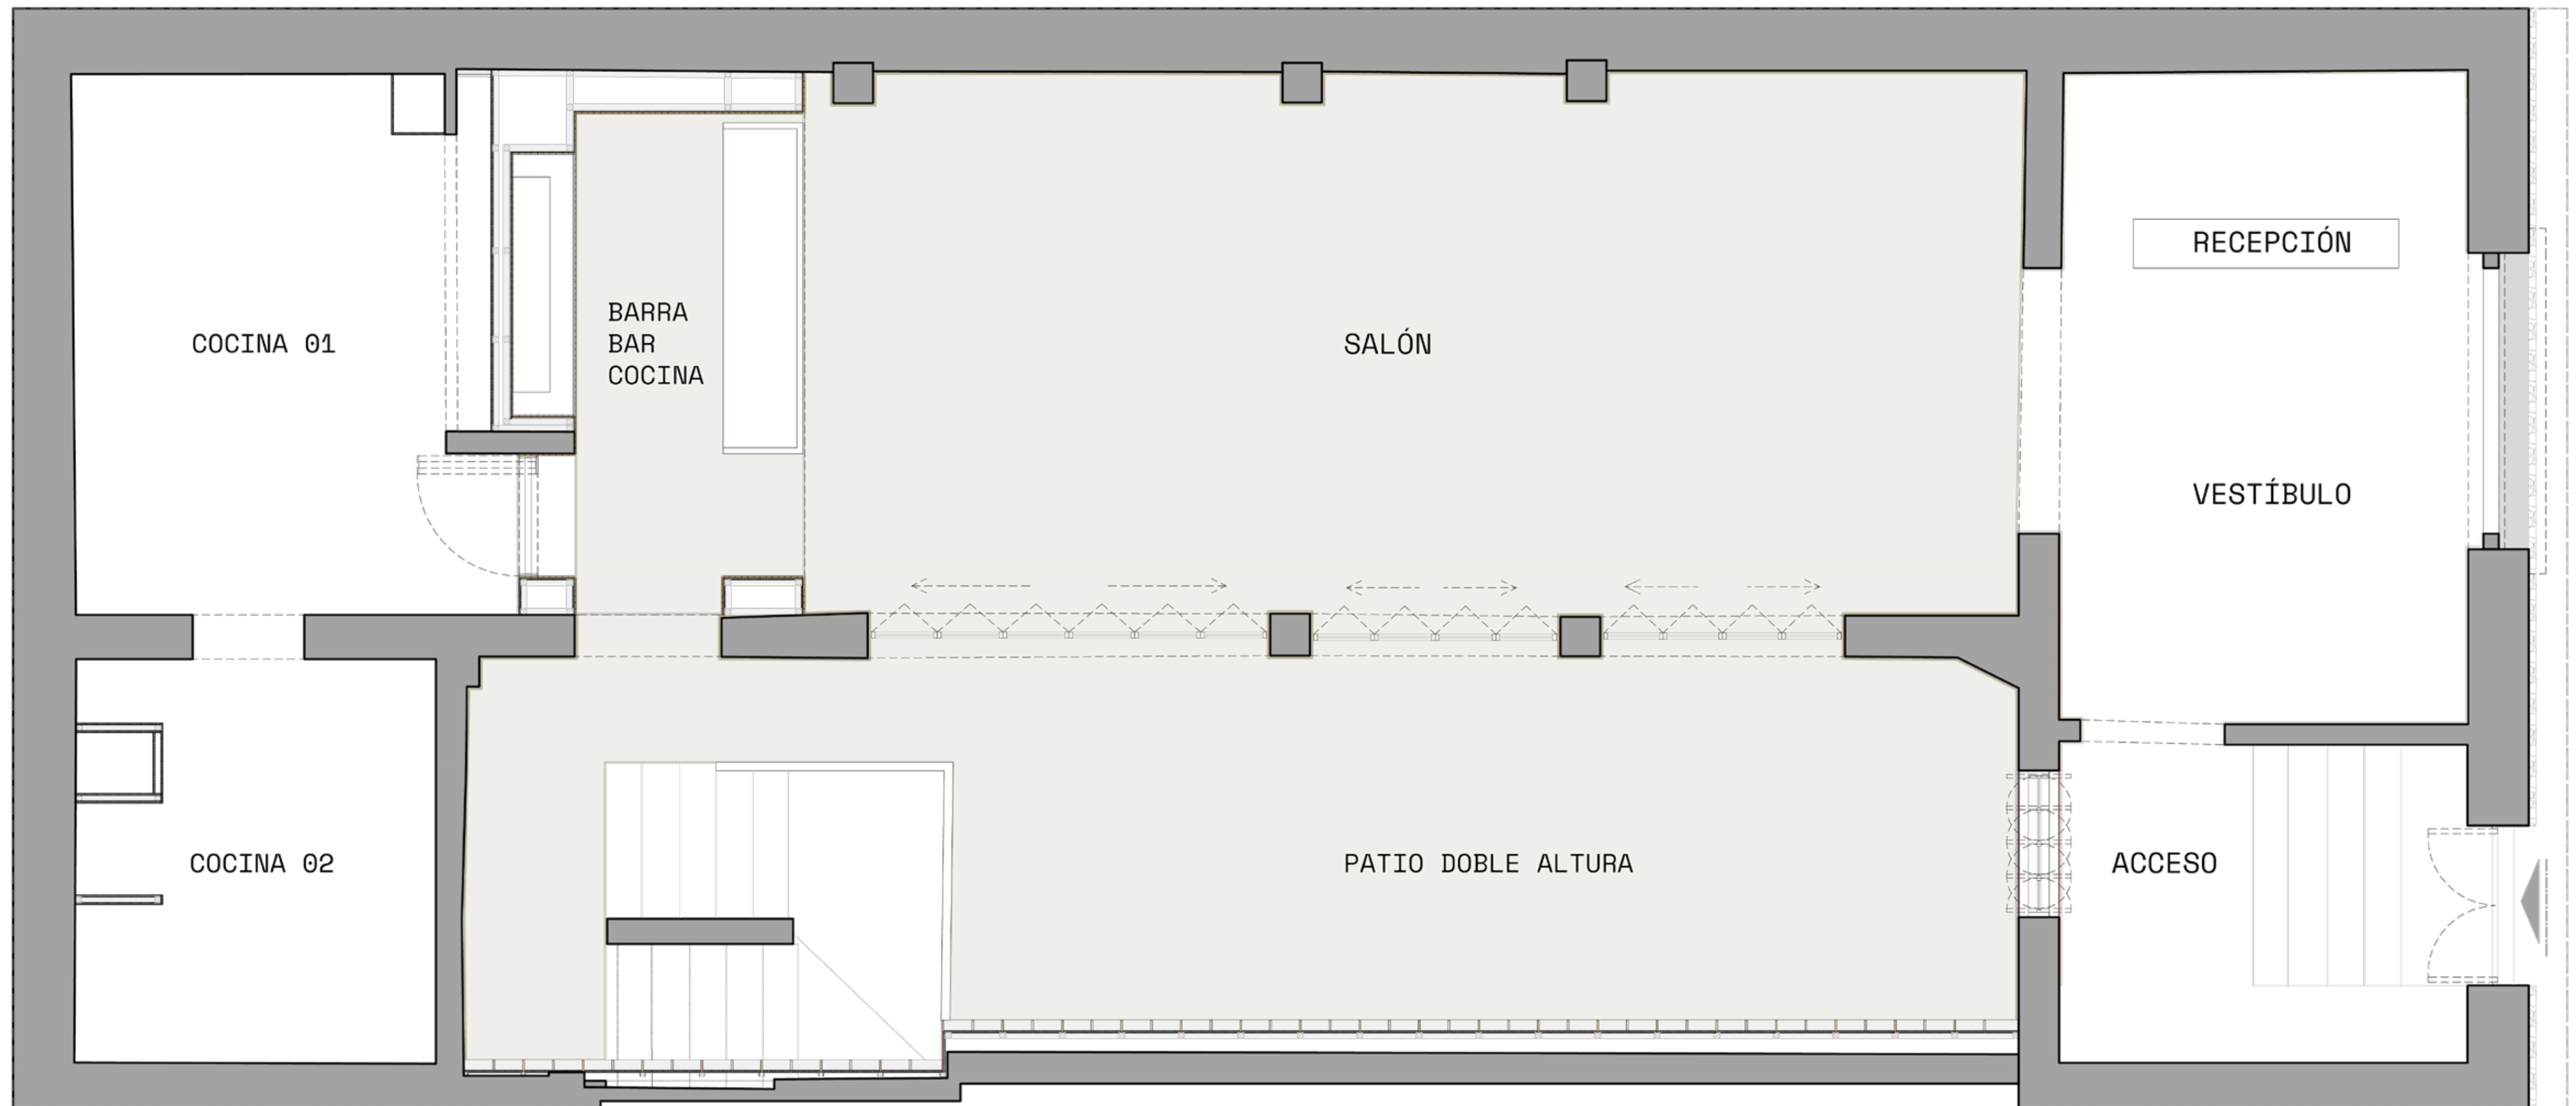 RECEPCIÓN
BARRA
BAR
COCINA
COCINA 01
SALÓN
VESTÍBULO
COCINA 02
PATIO DOBLE ALTURA
ACCESO